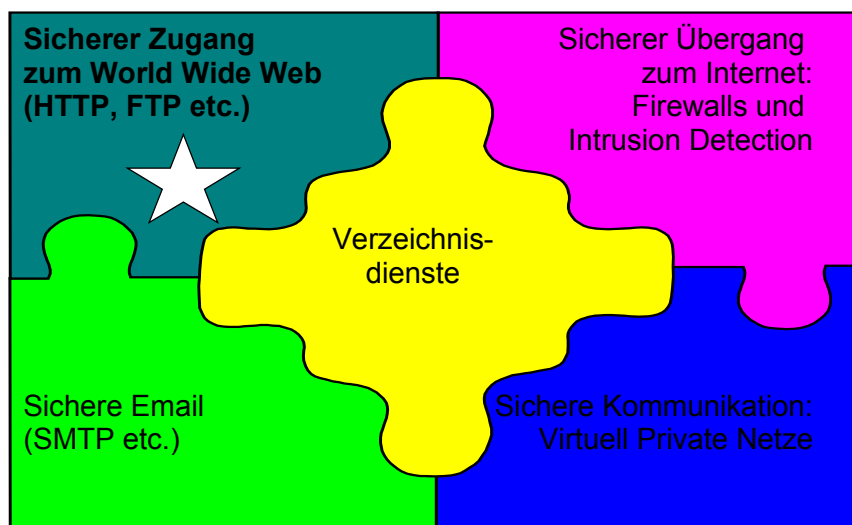 Sicherer Zugang
zum World Wide Web
(HTTP, FTP etc.)
Sicherer Übergang
zum Internet:
Firewalls und
Intrusion Detection
Verzeichnis-
dienste
Sichere Email
(SMTP etc.)
Sichere Kommunikation:
Virtuell Private Netze